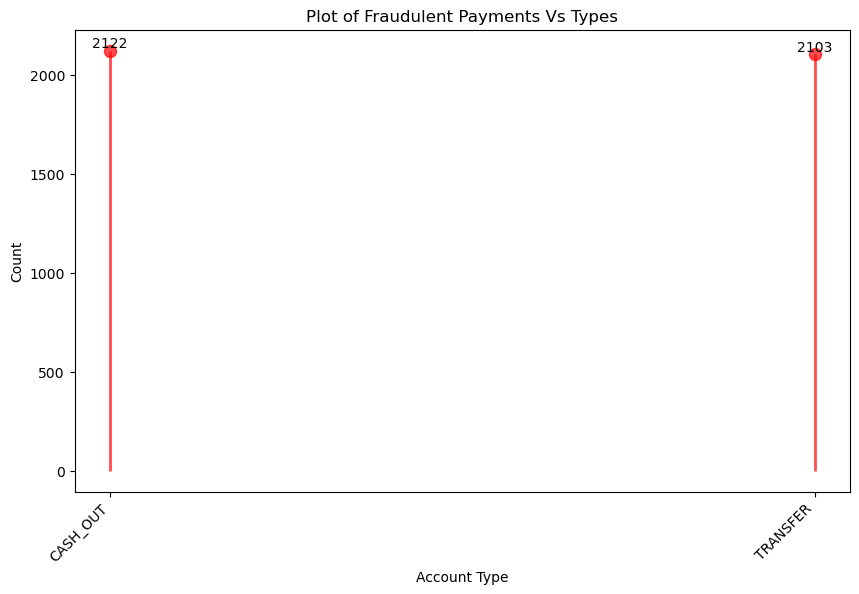 Plot of Fraudulent Payments Vs Types
2122
2103
2000
1500
1000
500
0
Count
CASH_OUT
TRANSFER
Account Type